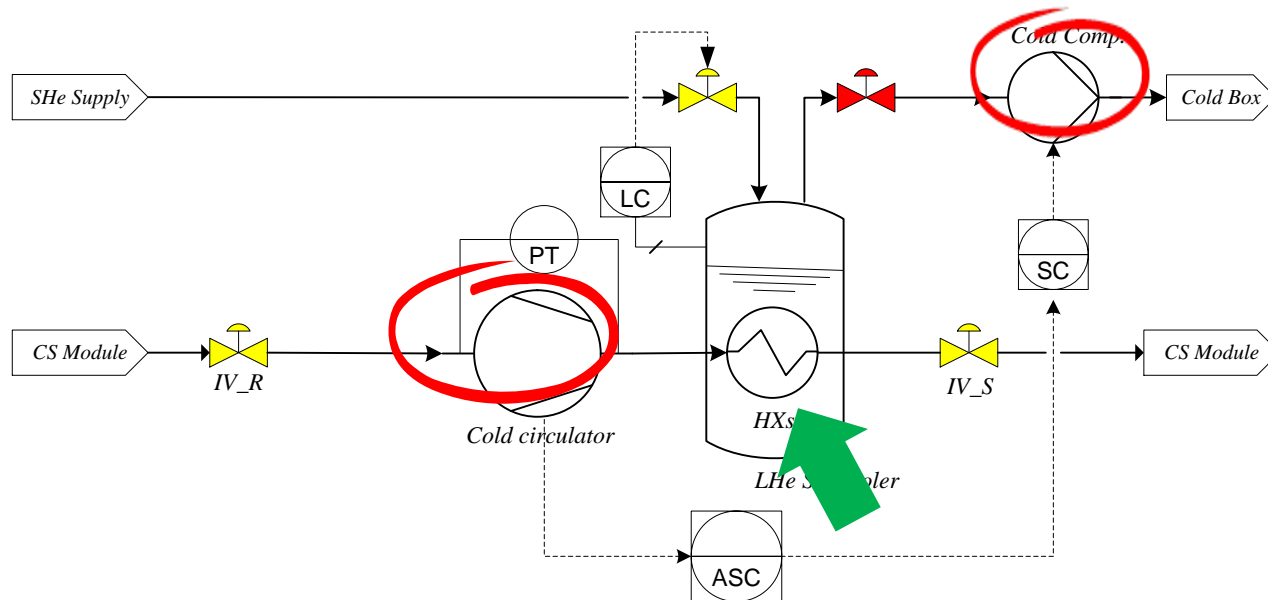 Cold Comp.
SHe Supply
Cold Box
LC
PT
SC
CS Module
CS Module
IV_R
IV_S
HXs
Cold circulator
LHe
ASC